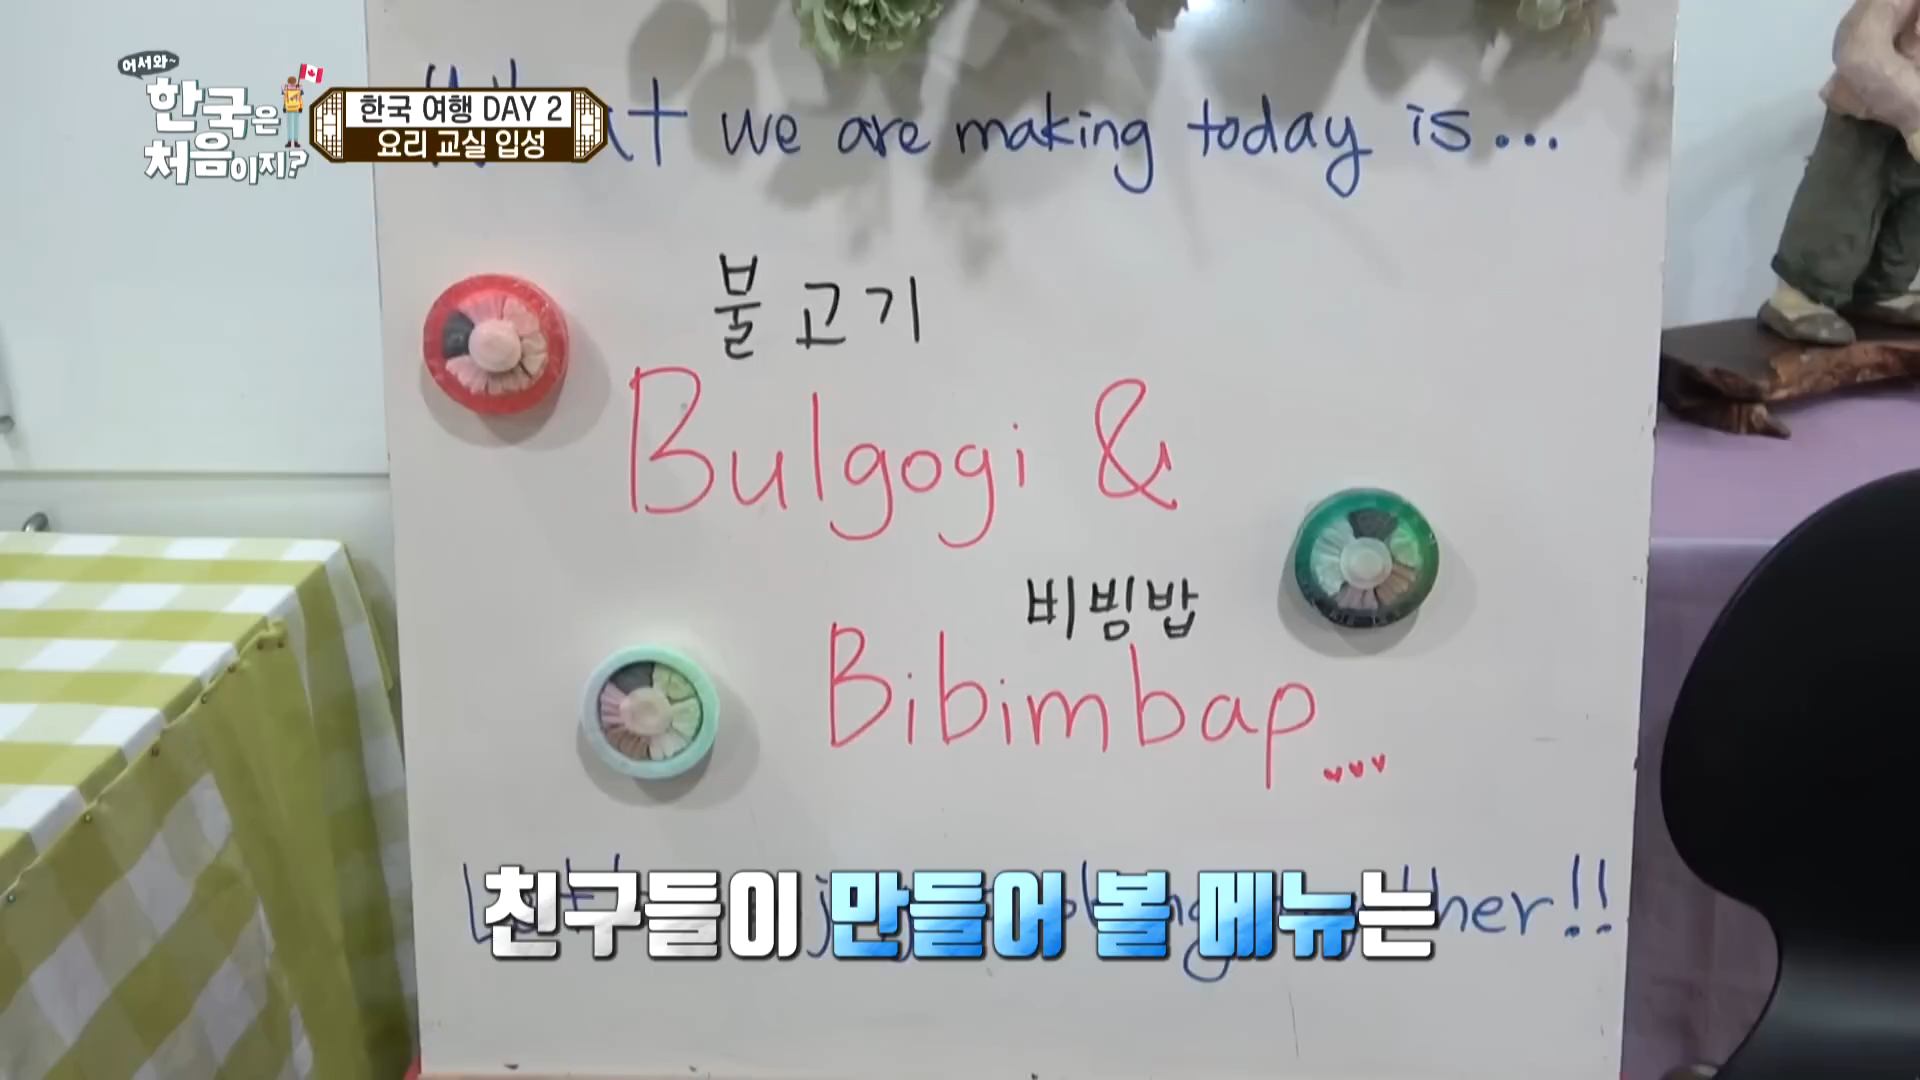 어서와~
한국은
처음이지?
한국 여행 DAY 2
요리 교실 입성
we are making today is...
불고기
Bulgogi &
비빔밥
Bibimbap...
친구들이 만들어 볼 메뉴는
!!